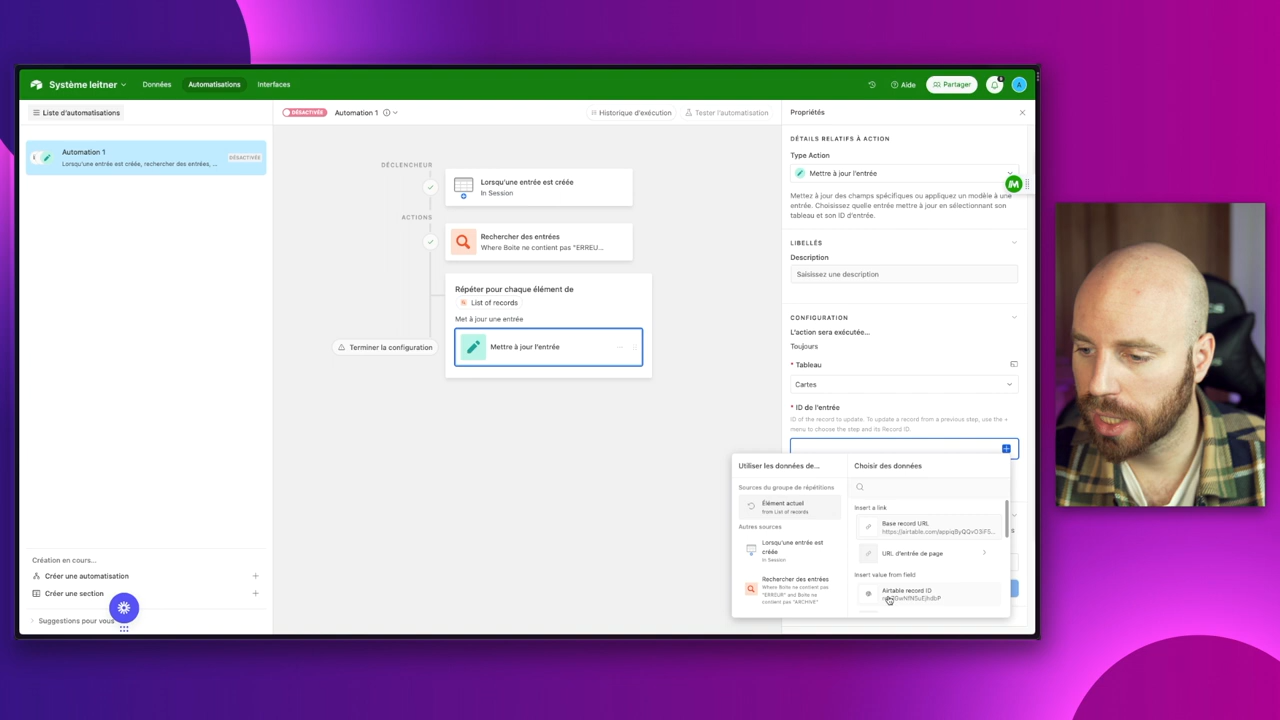 Système leitner
Données
Automatisations
Interfaces
Aide
Partager
A
Liste d'automatisations
DÉSACTIVÉE
Automation 1
Historique d'exécution
Tester l'automatisation
Propriétés
Automation 1
Lorsqu'une entrée est créée, rechercher des entrées, ...
DÉSACTIVÉE
DÉCLENCHEUR
Lorsqu'une entrée est créée
In Session
ACTIONS
Rechercher des entrées
Where Boite ne contient pas "ERREU...
Répéter pour chaque élément de
List of records
Met à jour une entrée
Mettre à jour l'entrée
Terminer la configuration
DÉTAILS RELATIFS À ACTION
Type Action
Mettre à jour l'entrée
Mettez à jour des champs spécifiques ou appliquez un modèle à une
entrée. Choisissez quelle entrée mettre à jour en sélectionnant son
tableau et son ID d'entrée.
LIBELLÉS
Description
Saisissez une description
CONFIGURATION
L'action sera exécutée...
Toujours
* Tableau
Cartes
* ID de l'entrée
ID of the record to update. To update a record from a previous step, use the +
menu to choose the step and its Record ID.
Utiliser les données de...
Choisir des données
Sources du groupe de répétitions
Élément actuel
from List of records
Autres sources
Lorsqu'une entrée est
créée
In Session
Rechercher des entrées
Where Boite ne contient pas
"ERREUR" and Boite ne
contient pas "ARCHIVE"
Insert a link
Base record URL
URL d'entrée de page
Insert value from field
Airtable record ID
Création en cours...
Créer une automatisation
Créer une section
Suggestions pour vous